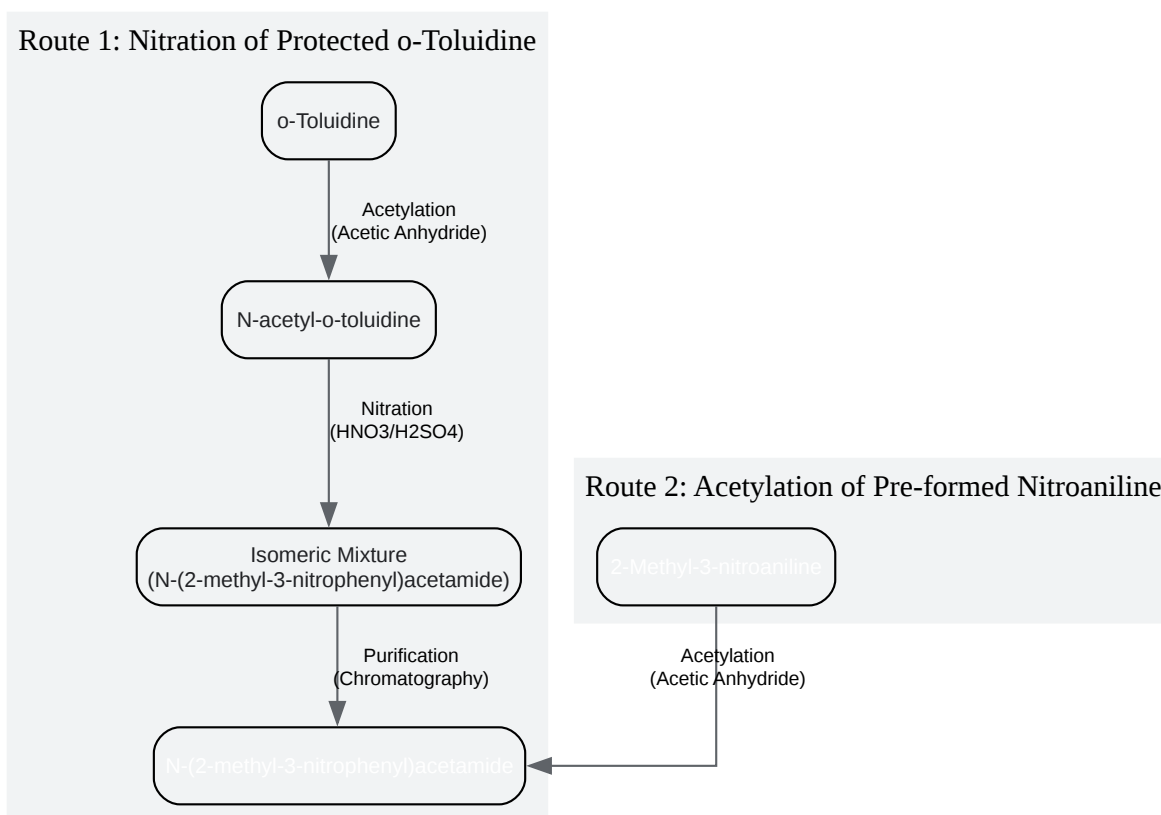 Route 1: Nitration of Protected o-Toluidine
o-Toluidine
Acetylation
(Acetic Anhydride)
N-acetyl-o-toluidine
Nitration
(HNO3/H2SO4)
Isomeric Mixture
(N-(2-methyl-3-nitrophenyl)acetamide)
Purification
(Chromatography)
N-(2-methyl-3-nitrophenyl)acetamide
Route 2: Acetylation of Pre-formed Nitroaniline
2-Methyl-3-nitroaniline
Acetylation
(Acetic Anhydride)